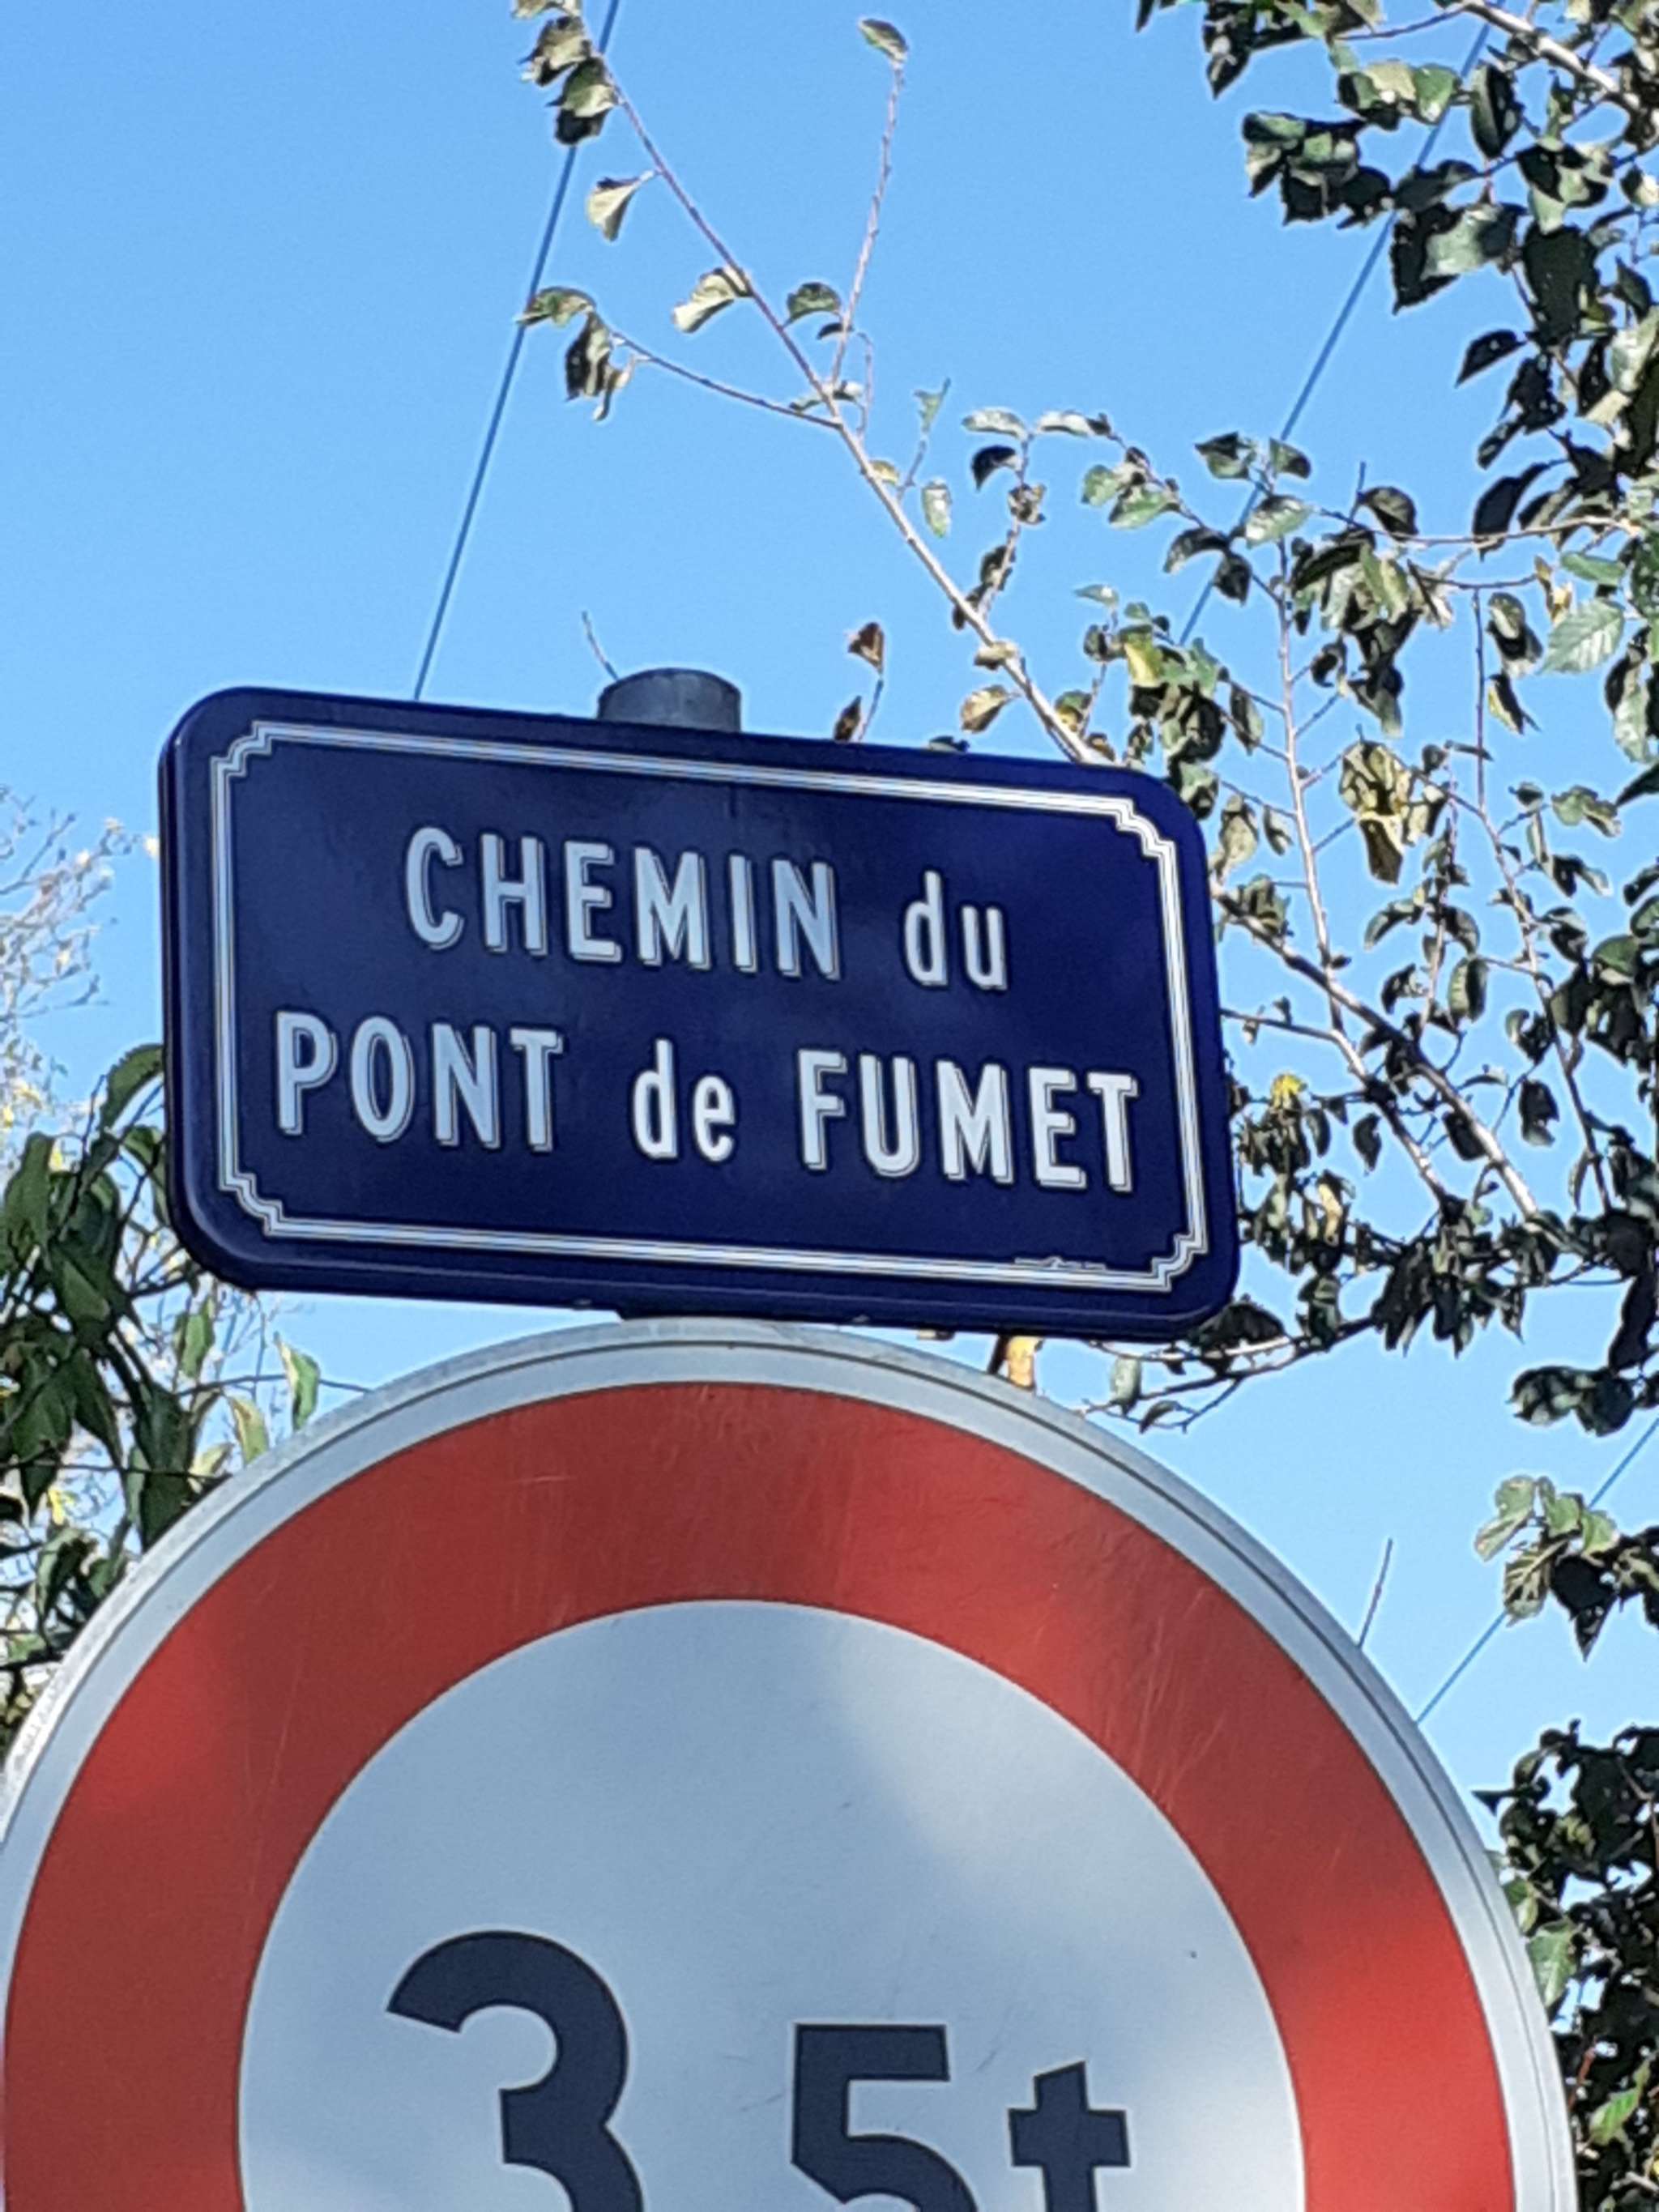 CHEMIN du
PONT de FUMET
3,5t